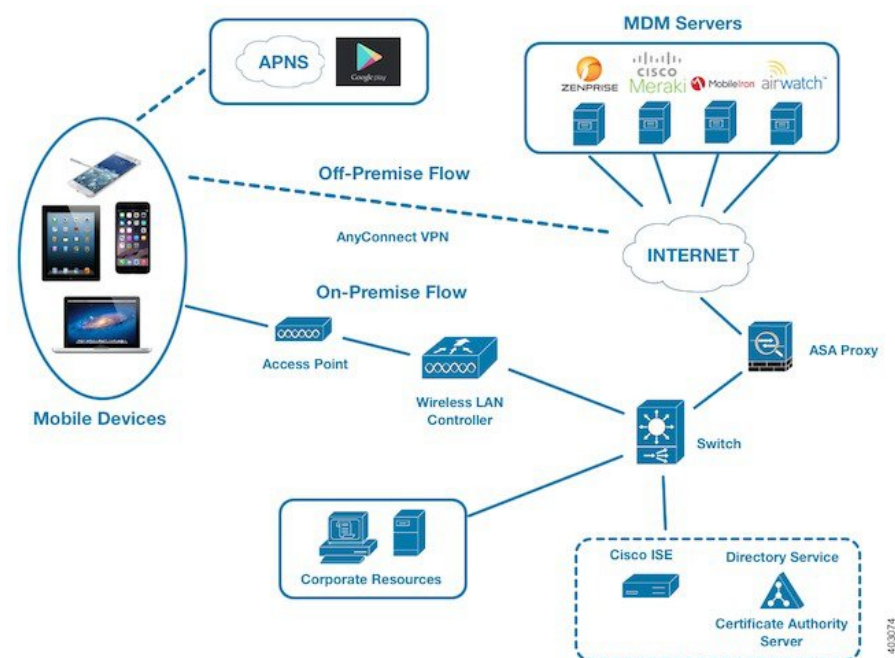 MDM Servers
APNS
Google play
ZENPRISE
CISCO
Meraki
MobileIron
airwatch™
Off-Premise Flow
AnyConnect VPN
INTERNET
On-Premise Flow
Access Point
ASA Proxy
Wireless LAN
Controller
Mobile Devices
Switch
Corporate Resources
Cisco ISE
Directory Service
Certificate Authority
Server
403074